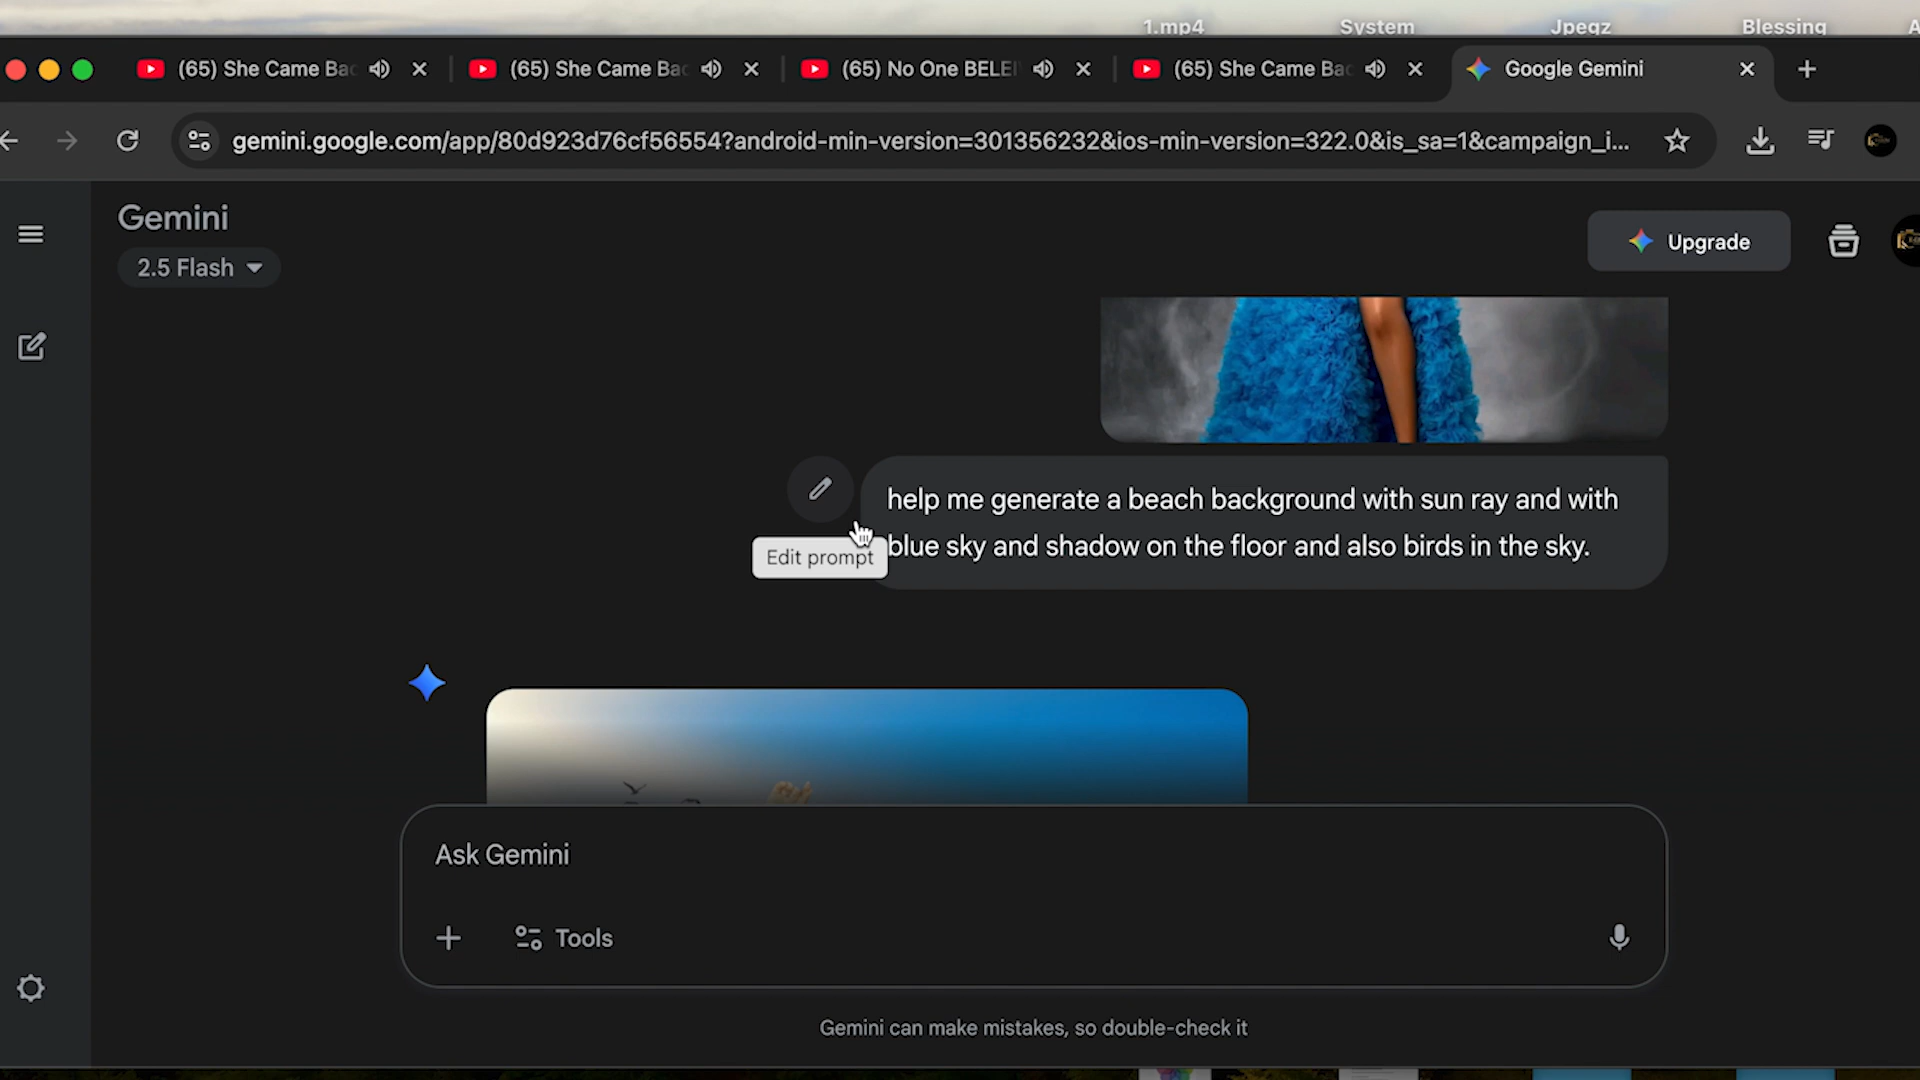 1.mp4
System
Jpegz
Blessing
(65) She Came Bac
(65) She Came Bac
(65) No One BELEI
(65) She Came Bac
Google Gemini
gemini.google.com/app/80d923d76cf56554?android-min-version=301356232&ios-min-version=322.0&is_sa=1&campaign_i...
Gemini
2.5 Flash
Upgrade
help me generate a beach background with sun ray and with
blue sky and shadow on the floor and also birds in the sky.
Edit prompt
Ask Gemini
Tools
Gemini can make mistakes, so double-check it